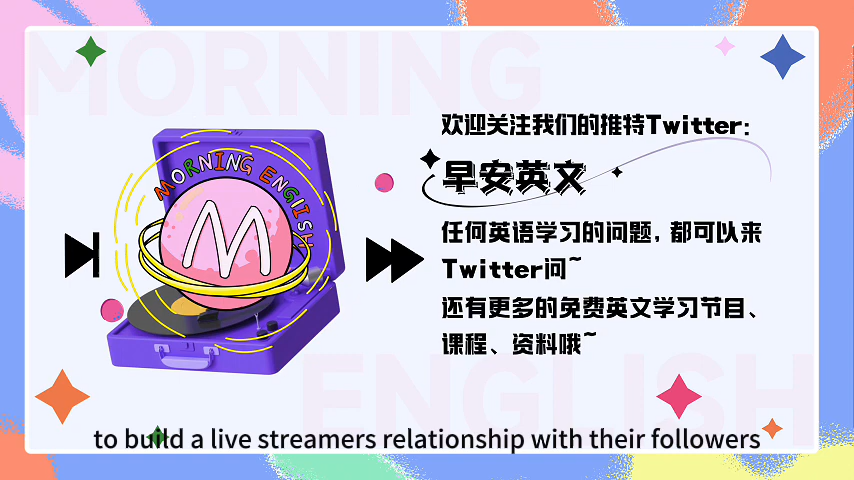 MORNING
欢迎关注我们的推特Twitter:
早安英文
MORNING ENGLISH
M
任何英语学习的问题, 都可以来
Twitter问~
还有更多的免费英文学习节目、
课程、资料哦~
ENGLISH
to build a live streamers relationship with their followers